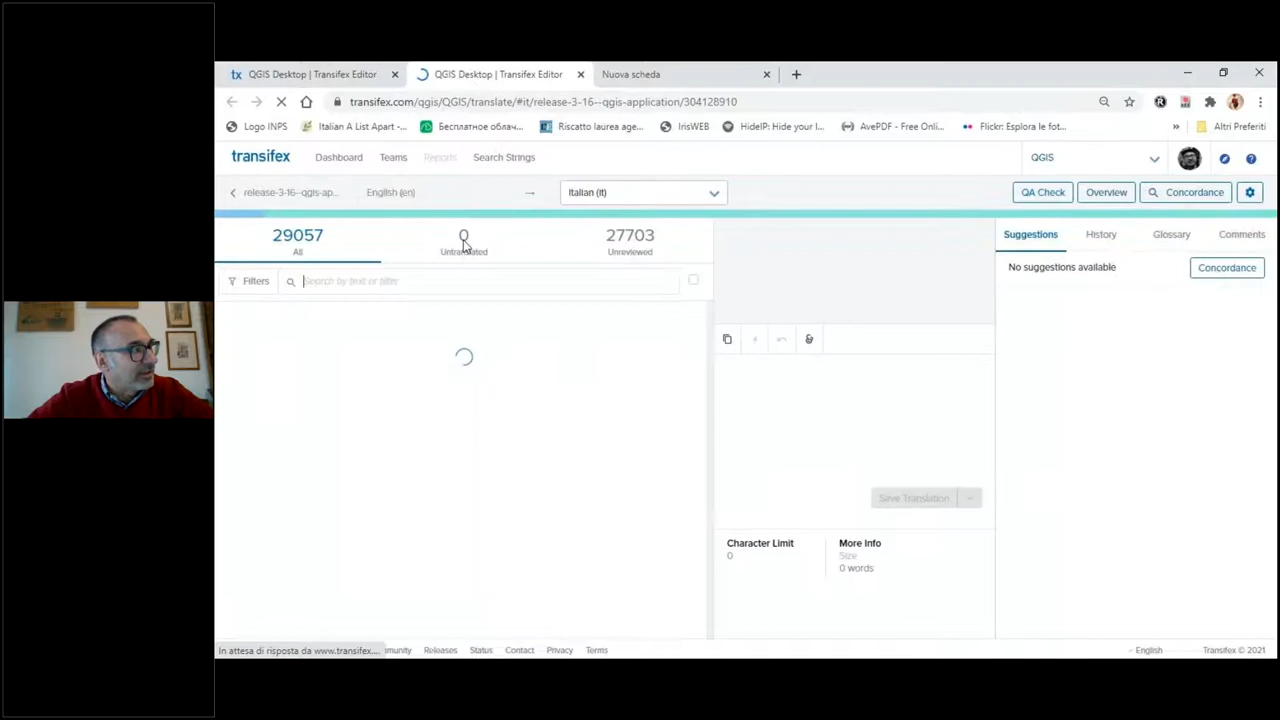 tx QGIS Desktop | Transifex Editor
QGIS Desktop | Transifex Editor
Nuova scheda
transifex.com/qgis/QGIS/translate/#it/release-3-16--qgis-application/304128910
Logo INPS
Italian A List Apart -...
Бесплатное облач...
Riscatto laurea age...
IrisWEB
HideIP: Hide your I...
AvePDF - Free Onli...
Flickr: Esplora le fot...
»
Altri Preferiti
transifex
Dashboard
Teams
Reports
Search Strings
QGIS
release-3-16--qgis-ap...
English (en)
→
Italian (it)
QA Check
Overview
Concordance
29057
All
0
Untranslated
27703
Unreviewed
Filters
Search by text or filter
Suggestions
History
Glossary
Comments
No suggestions available
Concordance
Save Translation
Character Limit
0
More Info
Size
0 words
In attesa di risposta da www.transifex....
mmunity
Releases
Status
Contact
Privacy
Terms
English
Transifex © 2021